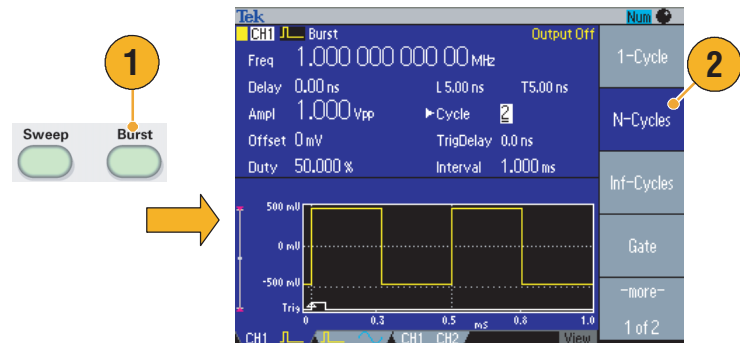 Tek
Num
CH1 Burst
Output Off
Freq 1.000 000 000 00 MHz
Delay 0.00 ns
L 5.00 ns
T5.00 ns
Ampl 1.000 Vpp
▶Cycle 2
Offset 0 mV
TrigDelay 0.0 ns
Duty 50.000 %
Interval 1.000 ms
500 mV
0 mV
-500 mV
Trig
0 0.3 0.5 ms 0.8 1.0
CH1
CH1 CH2
View
1-Cycle
N-Cycles
Inf-Cycles
Gate
-more-
1 of 2
1
2
Sweep
Burst